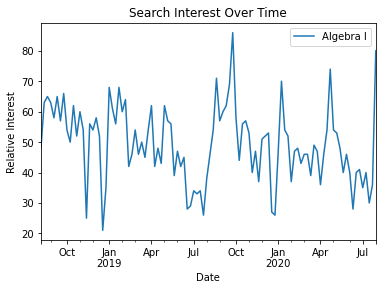 Search Interest Over Time
Algebra I
Relative Interest
80
70
60
50
40
30
20
Oct Jan Apr Jul Oct Jan Apr Jul
2019 2020
Date